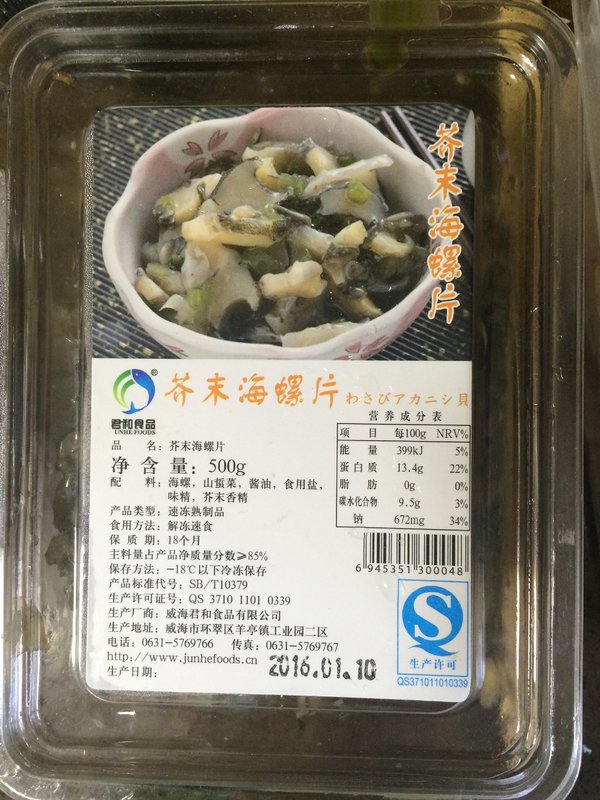 芥末海螺片
君和食品
UNHE FOODS
®
芥末海螺片 わさびアカニシ貝
营养成分表
项 目 每100g NRV%
能 量 399kJ 5%
蛋白质 13.4g 22%
脂 肪 0g 0%
碳水化合物 9.5g 3%
钠 672mg 34%
品 名：芥末海螺片
净 含 量：500g
配 料：海螺，山蜇菜，酱油，食用盐，
味精，芥末香精
产品类型：速冻熟制品
食用方法：解冻速食
保 质 期：18个月
主料量占产品净质量分数≥85%
保存方法：-18℃以下冷冻保存
产品标准代号：SB/T10379
生产许可证号：QS 3710 1101 0339
生产厂商：威海君和食品有限公司
生产地址：威海市环翠区羊亭镇工业园二区
电话：0631-5769766 传真：0631-5769767
http://www.junhefoods.cn
生产日期：
2016.01.10
6 945351 300048
S
生产许可
QS371011010339